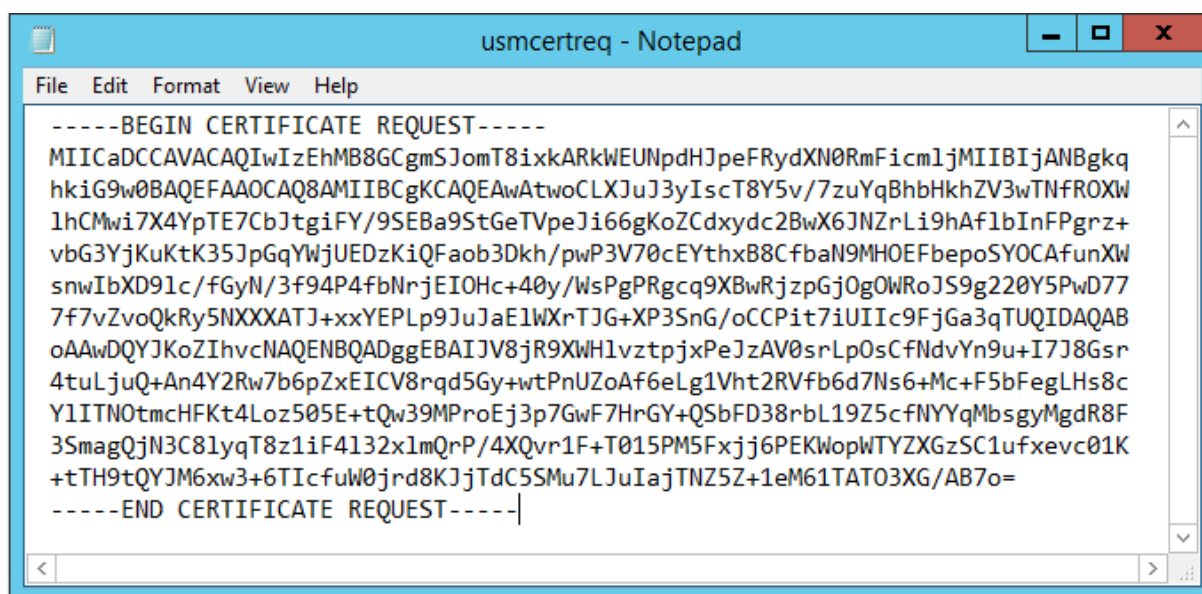 usmcertreq - Notepad
File Edit Format View Help
-----BEGIN CERTIFICATE REQUEST-----
MIICaDCCAVACAQIwIzEhMB8GCgmSJomT8ixkARkWEUNpdHJpeFRydXN0RmFicmljMIIBIjANBgkq
hkiG9w0BAQEFAAOCAQ8AMIIBCgKCAQEAwAtwoCLXJuJ3yIscT8Y5v/7zuYqBhbHkhZV3wTNfROXW
lhCMwi7X4YpTE7CbJtgiFY/9SEBa9StGeTVpeJi66gKoZCdxydc2BwX6JNZrLi9hAflbInFPgrz+
vbG3YjKuKtK35JpGqYWjUEDzKiQFaob3Dkh/pwP3V70cEYthxB8CfbaN9MHOEFbepoSYOCAfunXW
snwIbXD9lc/fGyN/3f94P4fbNrjEIOHc+40y/WsPgPRgcq9XBwRjzpGjOgOWRoJS9g220Y5PwD77
7f7vZvoQkRy5NXXXATJ+xxYEPLp9JuJaElWXrTJG+XP3SnG/oCCPit7iUIIc9FjGa3qTUQIDAQAB
oAAwDQYJKoZIhvcNAQENBQADggEBAIJV8jR9XWHlvztpjxPeJzAV0srLpOsCfNdvYn9u+I7J8Gsr
4tuLjuQ+An4Y2Rw7b6pZxEICV8rqd5Gy+wtPnUZoAf6eLg1Vht2RVfb6d7Ns6+Mc+F5bFegLHs8c
YlITNOtmcHFKt4Loz505E+tQw39MProEj3p7GwF7HrGY+QSbFD38rbL19Z5cfNYYqMbsgyMgdR8F
3SmagQjN3C8lyqT8z1iF4l32xlmQrP/4XQvr1F+T015PM5Fxjj6PEKWopWTYZXGzSC1ufxevc01K
+tTH9tQYJM6xw3+6TIcfuW0jrd8KJjTdC5SMu7LJuIajTNZ5Z+1eM61TATO3XG/AB7o=
-----END CERTIFICATE REQUEST-----